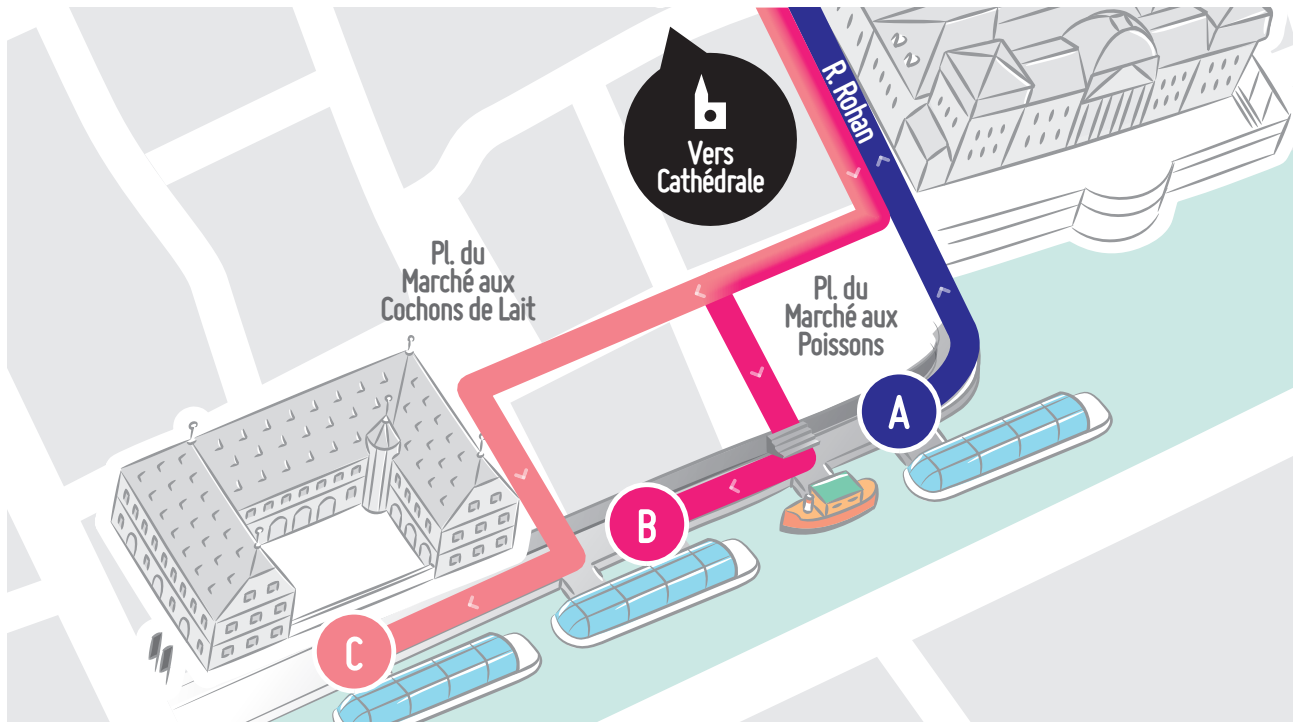 R. Rohan
Vers
Cathédrale
Pl. du
Marché aux
Cochons de Lait
Pl. du
Marché aux
Poissons
A
B
C